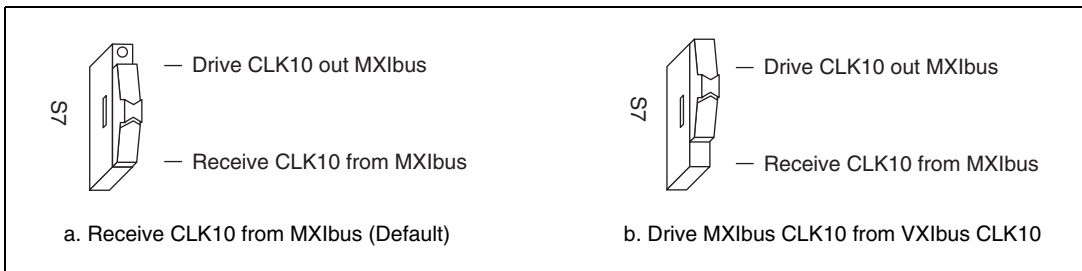 S7
— Drive CLK10 out MXIbus
— Receive CLK10 from MXIbus
a. Receive CLK10 from MXIbus (Default)
S7
— Drive CLK10 out MXIbus
— Receive CLK10 from MXIbus
b. Drive MXIbus CLK10 from VXIbus CLK10